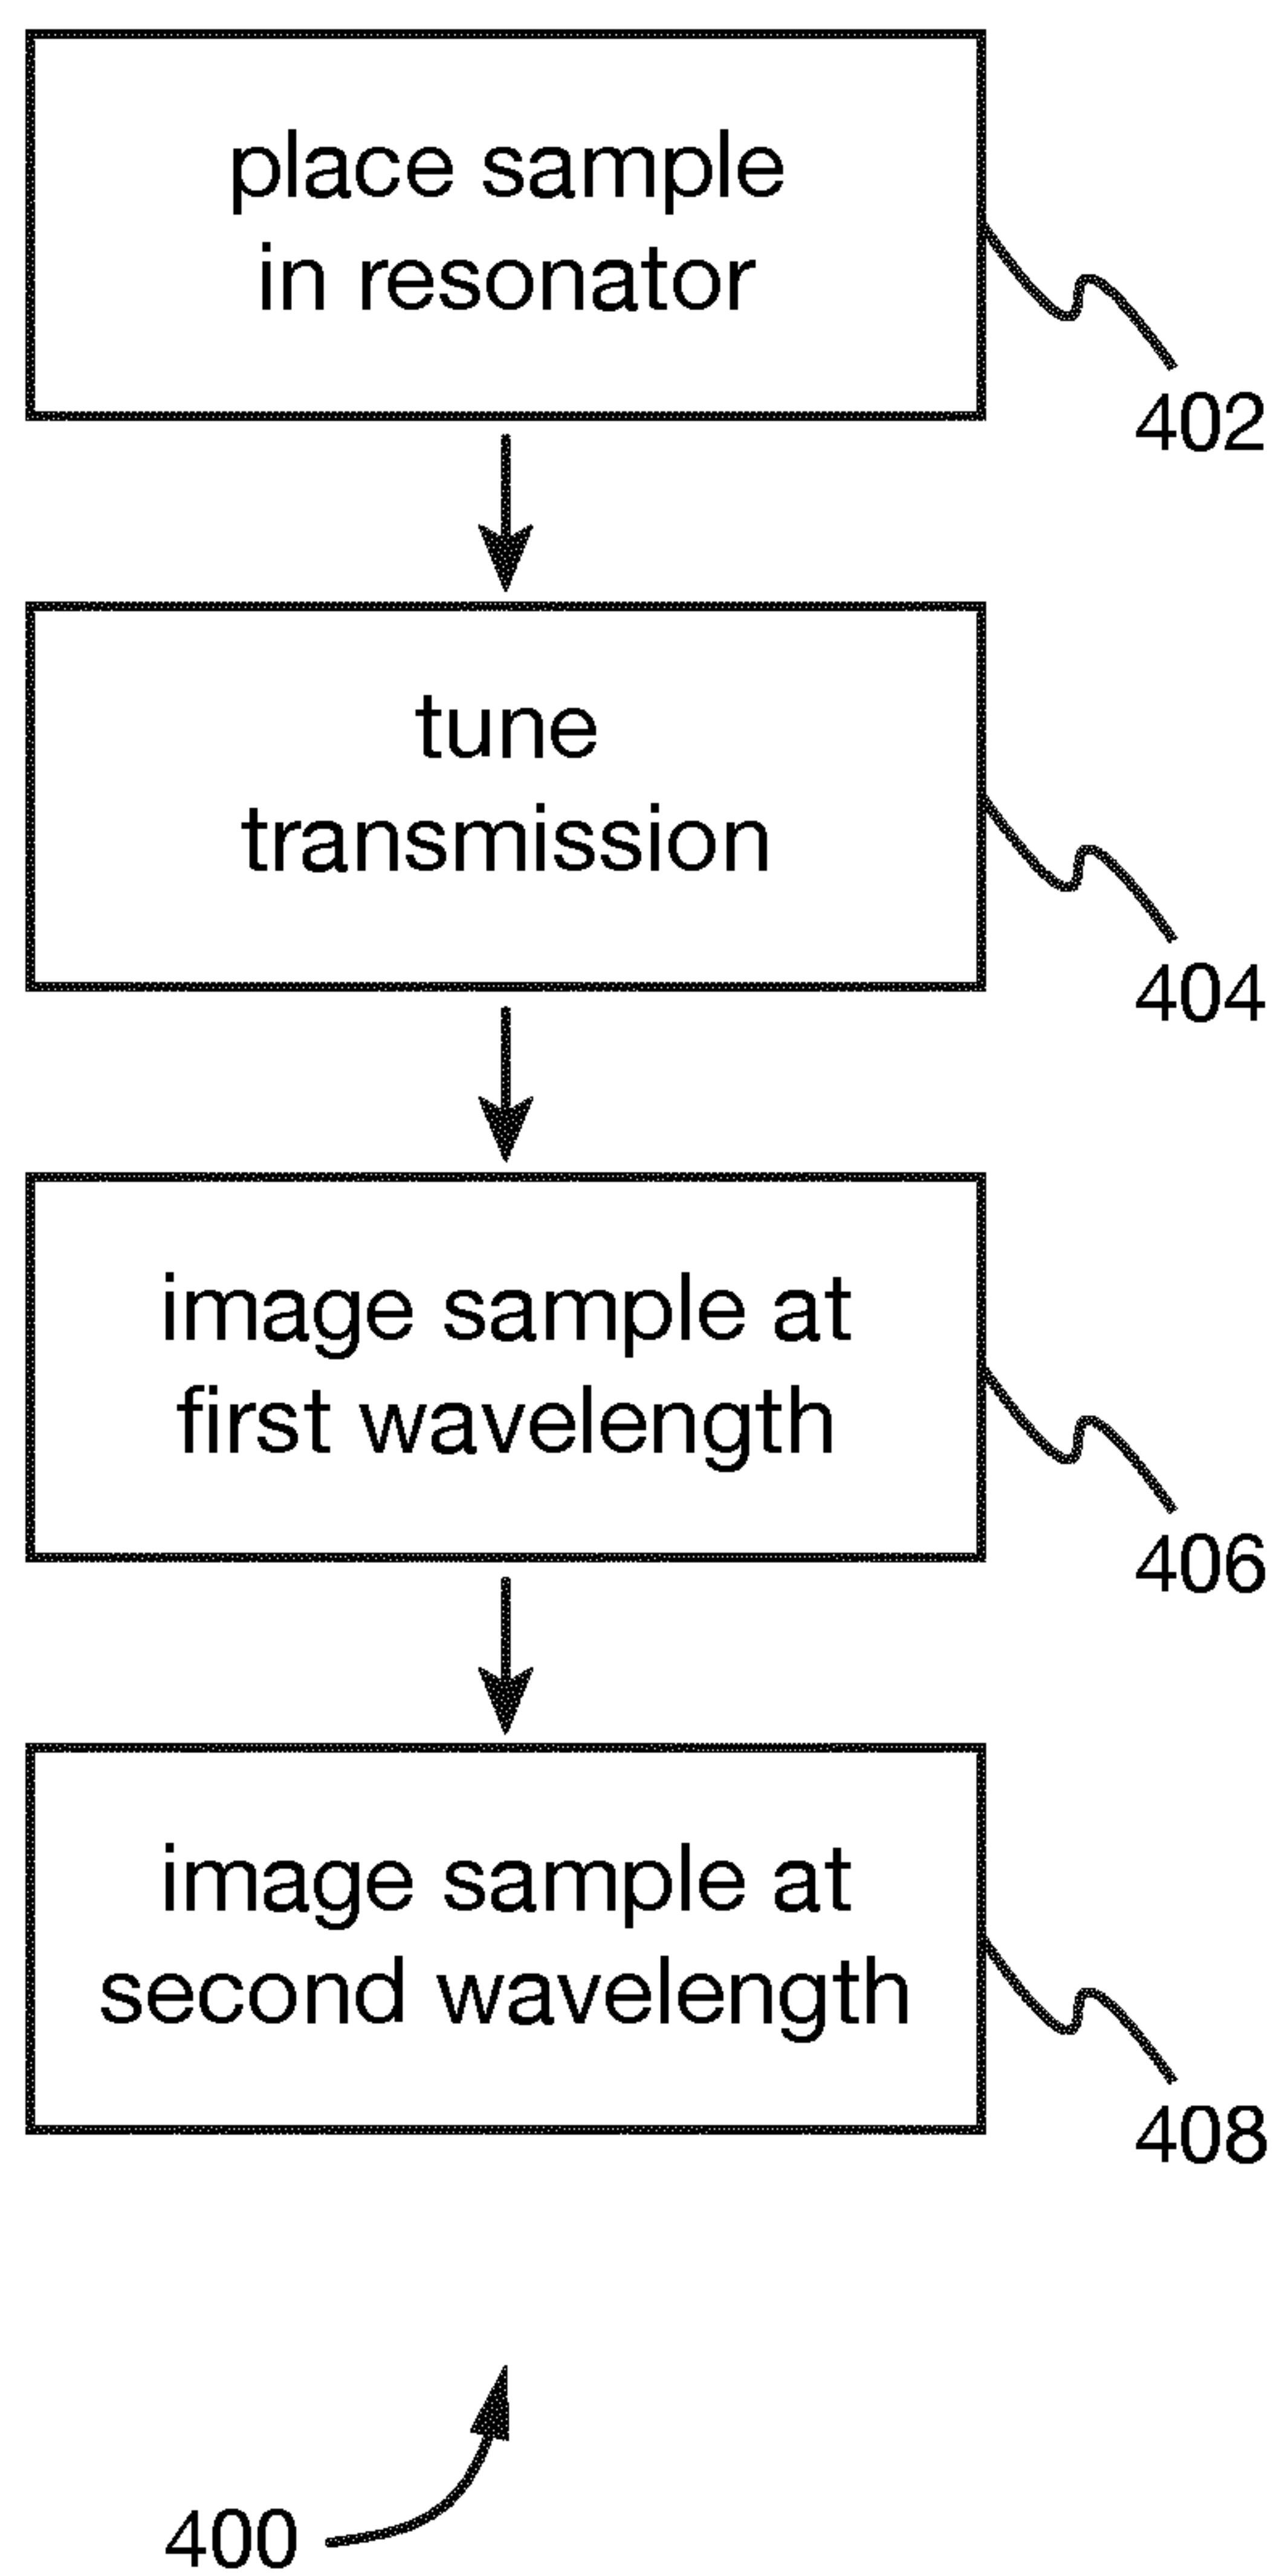 place sample
in resonator
402
tune
transmission
404
image sample at
first wavelength
406
image sample at
second wavelength
408
400